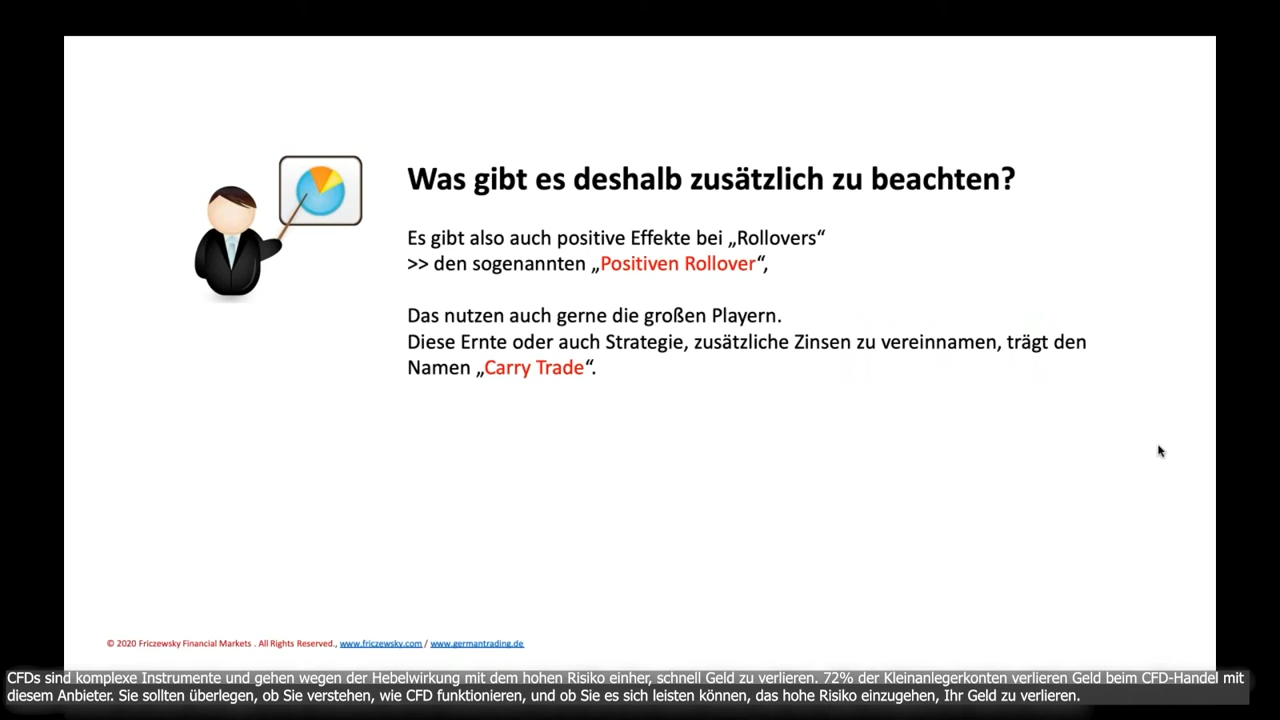 Was gibt es deshalb zusätzlich zu beachten?
Es gibt also auch positive Effekte bei „Rollovers“
>> den sogenannten „Positiven Rollover“,
Das nutzen auch gerne die großen Playern.
Diese Ernte oder auch Strategie, zusätzliche Zinsen zu vereinnamen, trägt den
Namen „Carry Trade“.
© 2020 Friczewsky Financial Markets . All Rights Reserved., www.friczewsky.com / www.germantrading.de
CFDs sind komplexe Instrumente und gehen wegen der Hebelwirkung mit dem hohen Risiko einher, schnell Geld zu verlieren. 72% der Kleinanlegerkonten verlieren Geld beim CFD-Handel mit
diesem Anbieter. Sie sollten überlegen, ob Sie verstehen, wie CFD funktionieren, und ob Sie es sich leisten können, das hohe Risiko einzugehen, Ihr Geld zu verlieren.